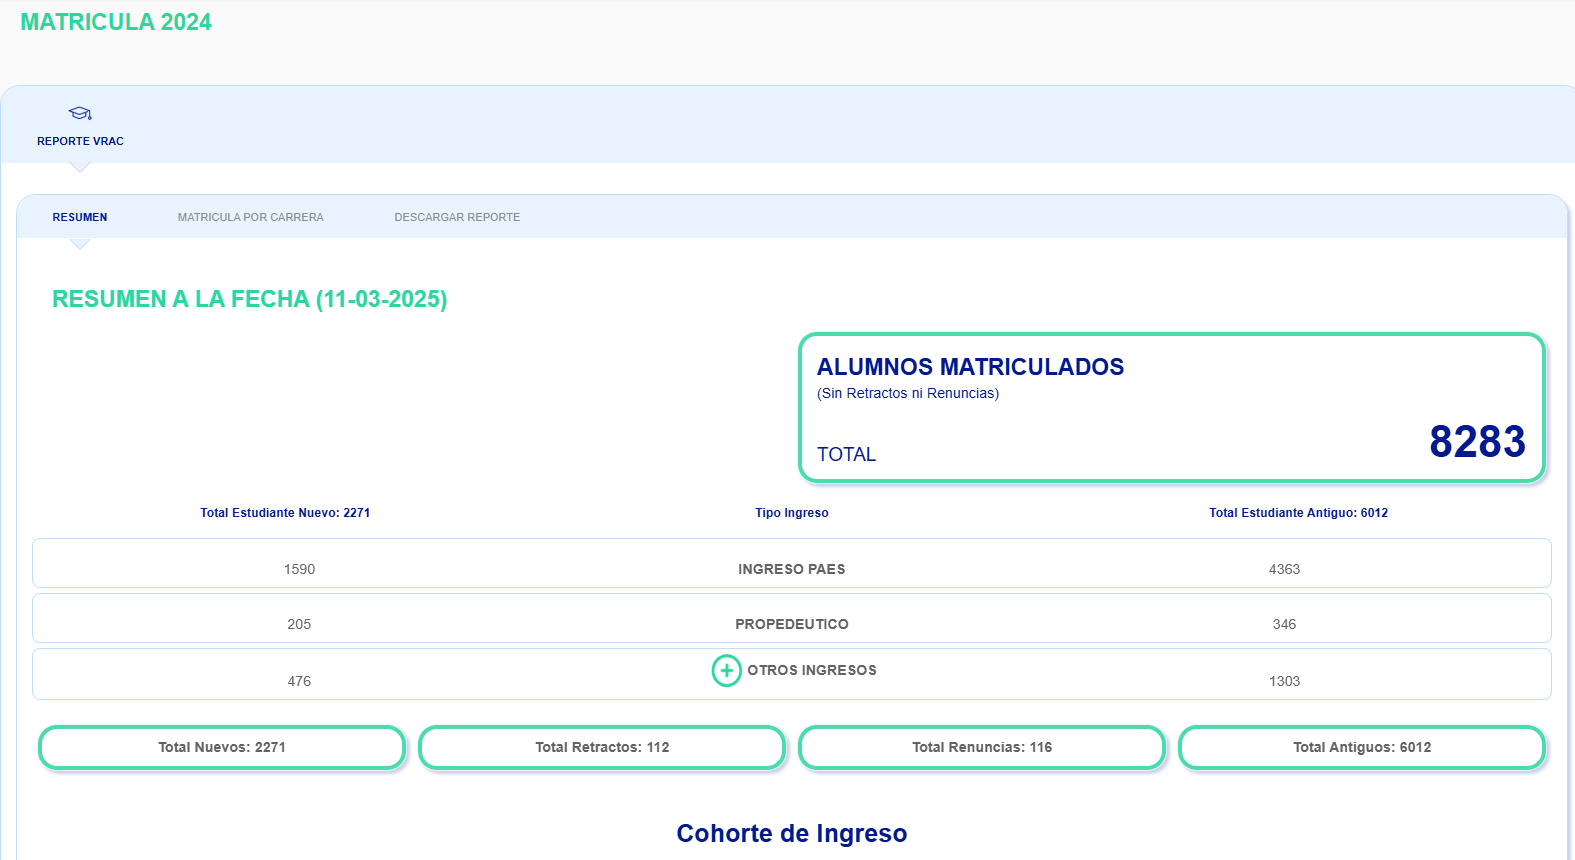 MATRICULA 2024
REPORTE VRAC
RESUMEN MATRICULA POR CARRERA DESCARGAR REPORTE
RESUMEN A LA FECHA (11-03-2025)
ALUMNOS MATRICULADOS
(Sin Retractos ni Renuncias)
TOTAL 8283
Total Estudiante Nuevo: 2271 Tipo Ingreso Total Estudiante Antiguo: 6012
1590 INGRESO PAES 4363
205 PROPEDEUTICO 346
476 OTROS INGRESOS 1303
Total Nuevos: 2271 Total Retractos: 112 Total Renuncias: 116 Total Antiguos: 6012
Cohorte de Ingreso